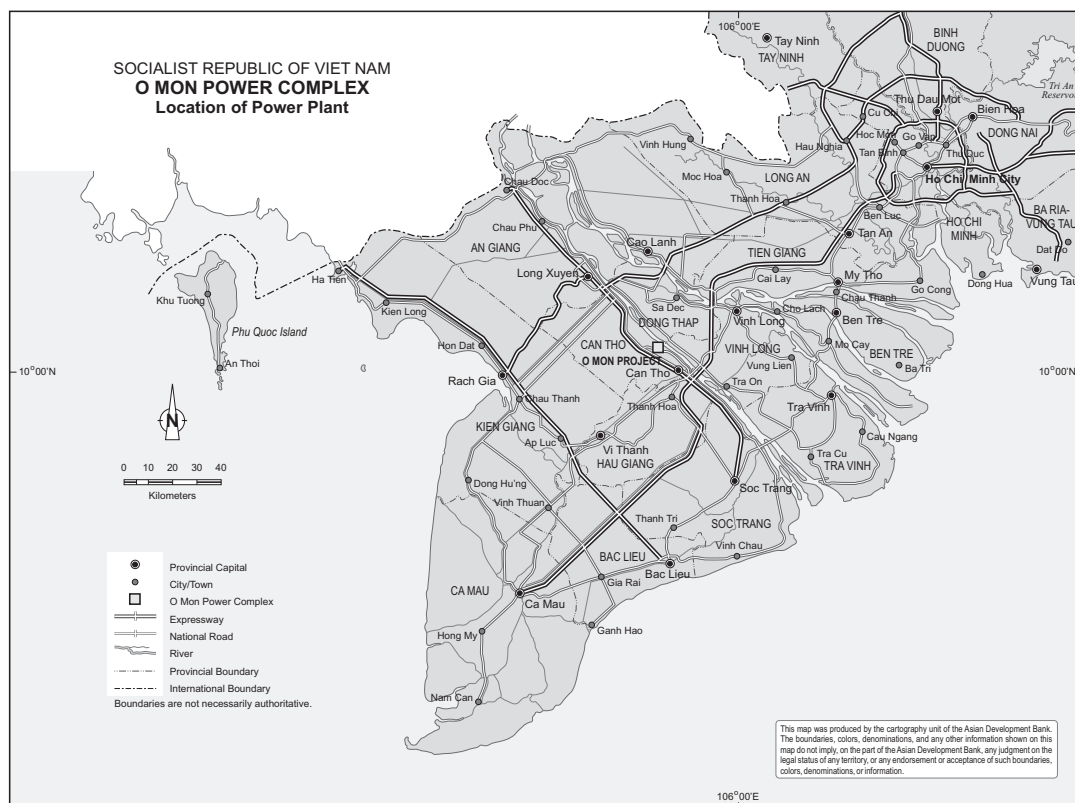 SOCIALIST REPUBLIC OF VIET NAM
O MON POWER COMPLEX
Location of Power Plant
106°00'E
Tay Ninh
TAY NINH
BINH
DUONG
Tri An
Reservoir
Thu Dau Mot
Cu Chi
Bien Hoa
Hoc Mon
Go Vap
DONG NAI
Vinh Hung
Hau Nghia
Tan Binh
Thu Duc
Moc Hoa
LONG AN
Ho Chi Minh City
Chau Doc
Thanh Hoa
BA RIA-
VUNG TAU
Ben Luc
HO CHI
MINH
Chau Phu
AN GIANG
Cao Lanh
Tan An
TIEN GIANG
Dat Do
Ha Tien
Long Xuyen
Cai Lay
My Tho
Go Cong
Dong Hua
Vung Tau
Khu Tuong
Kien Long
Sa Dec
Chau Thanh
DONG THAP
Vinh Long
Cho Lach
Ben Tre
Phu Quoc Island
Hon Dat
CAN THO
VINH LONG
Mo Cay
BEN TRE
O MON PROJECT
Vung Lien
Ba Tri
An Thoi
10°00'N
Rach Gia
Can Tho
10°00'N
Tra On
Chau Thanh
Thanh Hoa
Tra Vinh
N
KIEN GIANG
Ap Luc
Vi Thanh
Cau Ngang
HAU GIANG
Tra Cu
TRA VINH
0 10 20 30 40
Kilometers
Dong Hu'ng
Soc Trang
Vinh Thuan
Thanh Tri
SOC TRANG
Vinh Chau
BAC LIEU
Bac Lieu
CA MAU
Gia Rai
Ca Mau
Ganh Hao
Hong My
Nam Can
Provincial Capital
City/Town
O Mon Power Complex
Expressway
National Road
River
Provincial Boundary
International Boundary
Boundaries are not necessarily authoritative.
This map was produced by the cartography unit of the Asian Development Bank.
The boundaries, colors, denominations, and any other information shown on this
map do not imply, on the part of the Asian Development Bank, any judgment on the
legal status of any territory, or any endorsement or acceptance of such boundaries,
colors, denominations, or information.
106°00'E